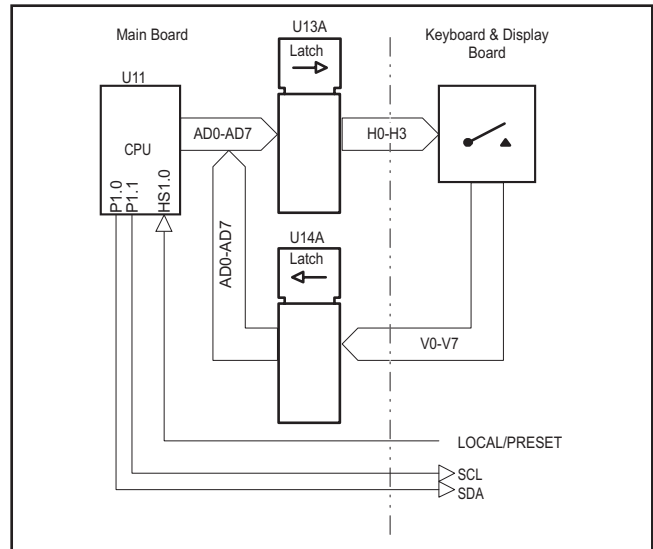 Main Board
U13A
Latch
Keyboard & Display
Board
U11
CPU
P1.0
P1.1
HS1.0
AD0-AD7
H0-H3
AD0-AD7
U14A
Latch
V0-V7
LOCAL/PRESET
SCL
SDA